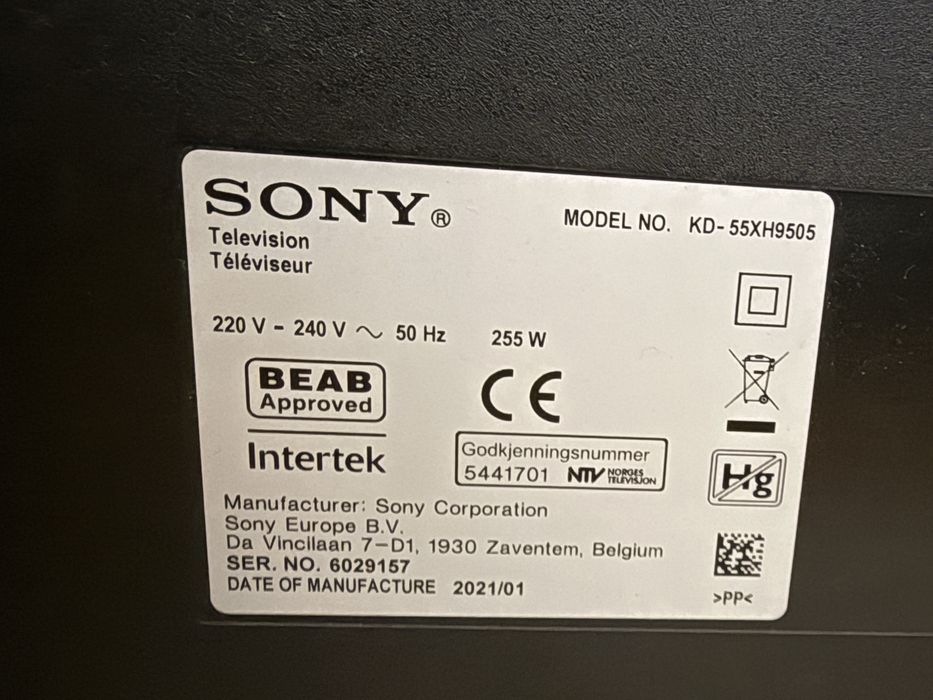 SONY®
MODEL NO. KD-55XH9505
Television
Téléviseur
220 V - 240 V ~ 50 Hz 255 W
BEAB
Approved
CE
Intertek
Godkjenningsnummer
5441701 NTV NORGES TELEVISJON
Hg
Manufacturer: Sony Corporation
Sony Europe B.V.
Da Vincilaan 7-D1, 1930 Zaventem, Belgium
SER. NO. 6029157
DATE OF MANUFACTURE 2021/01
>PP<